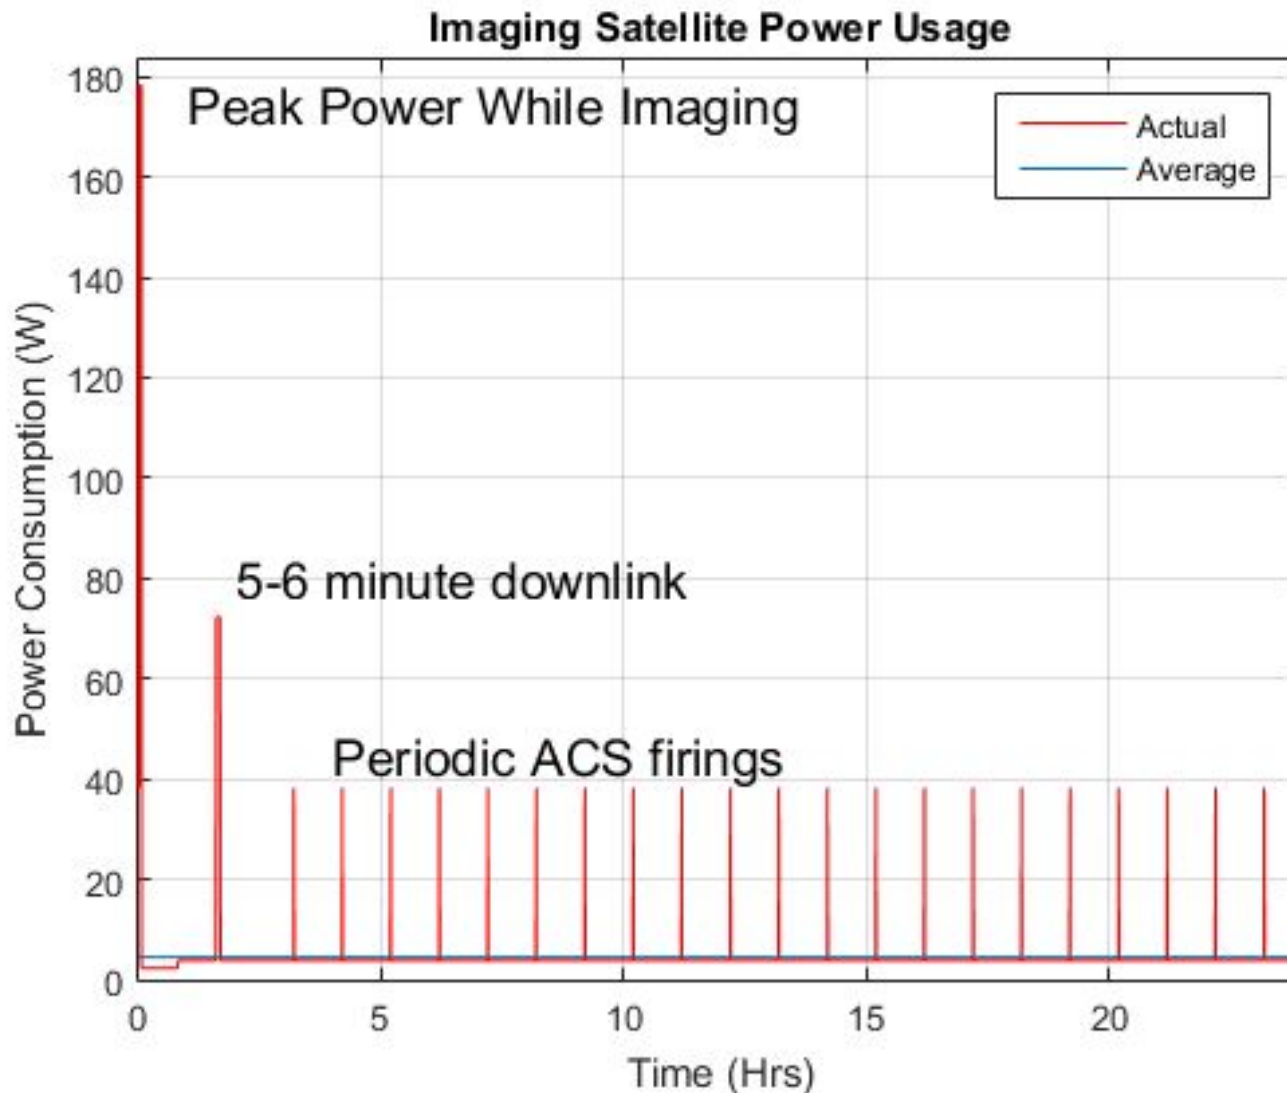 Imaging Satellite Power Usage
Peak Power While Imaging
Actual
Average
5-6 minute downlink
Periodic ACS firings
Power Consumption (W)
180
160
140
120
100
80
60
40
20
0
0 5 10 15 20
Time (Hrs)